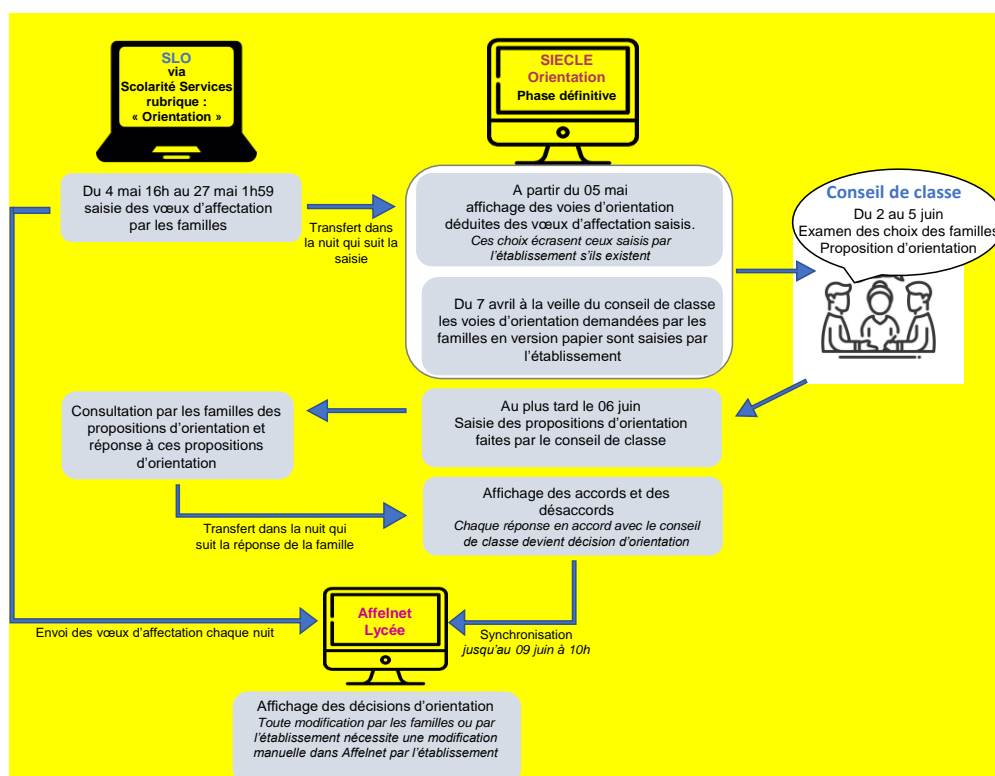 SLO
via
Scolarité Services
rubrique :
« Orientation »
SIECLE
Orientation
Phase définitive
Du 4 mai 16h au 27 mai 1h59
saisie des vœux d’affectation
par les familles
Transfert dans
la nuit qui suit la
saisie
A partir du 05 mai
affichage des voies d’orientation
déduites des vœux d’affectation saisis.
Ces choix écrasent ceux saisis par
l’établissement s’ils existent
Du 7 avril à la veille du conseil de classe
les voies d’orientation demandées par les
familles en version papier sont saisies par
l’établissement
Conseil de classe
Du 2 au 5 juin
Examen des choix des familles
Proposition d’orientation
Au plus tard le 06 juin
Saisie des propositions d’orientation
faites par le conseil de classe
Consultation par les familles des
propositions d’orientation et
réponse à ces propositions
d’orientation
Transfert dans la nuit qui
suit la réponse de la famille
Affichage des accords et des
désaccords
Chaque réponse en accord avec le conseil
de classe devient décision d’orientation
Envoi des vœux d’affectation chaque nuit
Affelnet
Lycée
Synchronisation
jusqu’au 09 juin à 10h
Affichage des décisions d’orientation
Toute modification par les familles ou par
l’établissement nécessite une modification
manuelle dans Affelnet par l’établissement